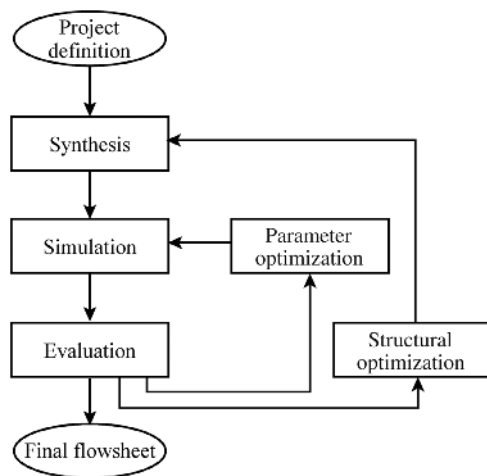 Project
definition
Synthesis
Simulation
Parameter
optimization
Evaluation
Structural
optimization
Final flowsheet